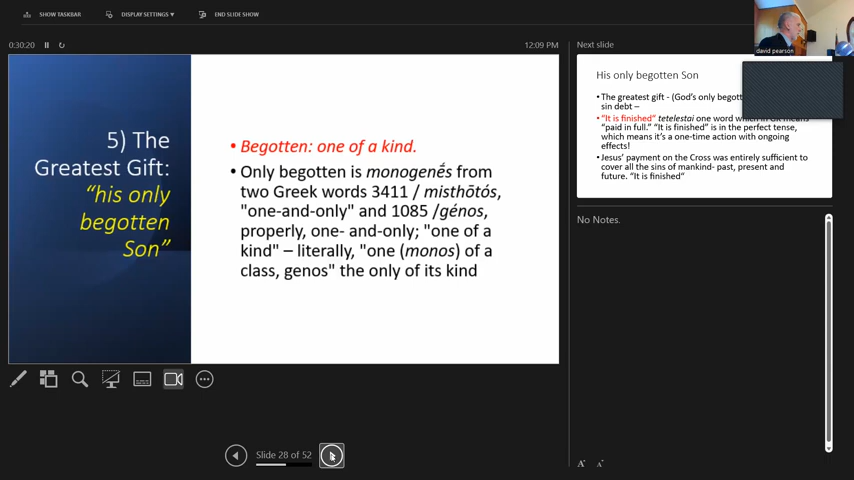 SHOW TASKBAR
DISPLAY SETTINGS ▼
END SLIDE SHOW
0:30:20
12:09 PM
5) The
Greatest Gift:
“his only
begotten
Son”
• Begotten: one of a kind.
• Only begotten is monogenḗs from
two Greek words 3411 / misthōtós,
"one-and-only" and 1085 /génos,
properly, one- and-only; "one of a
kind" – literally, "one (monos) of a
class, genos" the only of its kind
Slide 28 of 52
Next slide
david pearson
His only begotten Son
• The greatest gift - (God's only
sin debt –
• "It is finished" tetelestai one word which
"paid in full." "It is finished" is in the perfect tense,
which means it's a one-time action with ongoing
effects!
• Jesus' payment on the Cross was entirely sufficient to
cover all the sins of mankind- past, present and
future. "It is finished"
No Notes.
A A